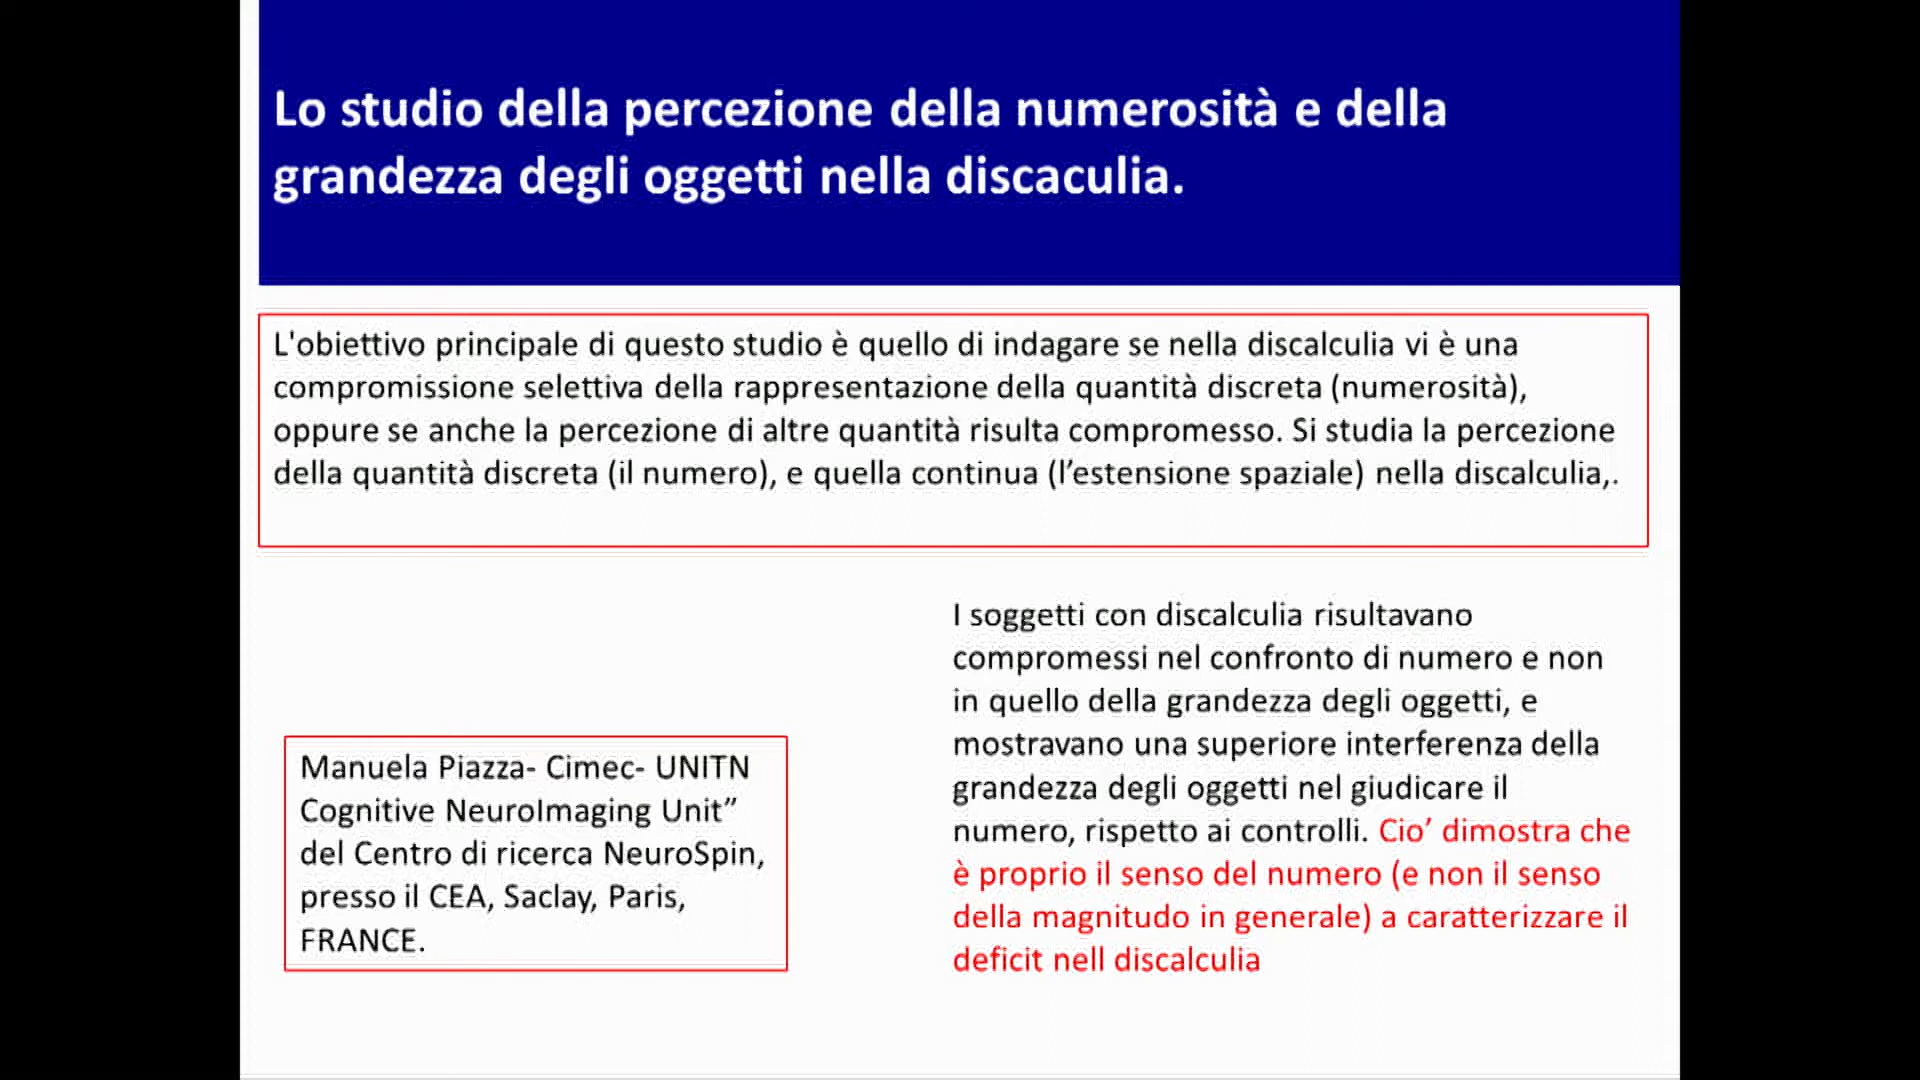 Lo studio della percezione della numerosità e della
grandezza degli oggetti nella discaculia.
L'obiettivo principale di questo studio è quello di indagare se nella discalculia vi è una
compromissione selettiva della rappresentazione della quantità discreta (numerosità),
oppure se anche la percezione di altre quantità risulta compromesso. Si studia la percezione
della quantità discreta (il numero), e quella continua (l’estensione spaziale) nella discalculia,.
Manuela Piazza- Cimec- UNITN
Cognitive NeuroImaging Unit”
del Centro di ricerca NeuroSpin,
presso il CEA, Saclay, Paris,
FRANCE.
I soggetti con discalculia risultavano
compromessi nel confronto di numero e non
in quello della grandezza degli oggetti, e
mostravano una superiore interferenza della
grandezza degli oggetti nel giudicare il
numero, rispetto ai controlli. Cio’ dimostra che
è proprio il senso del numero (e non il senso
della magnitudo in generale) a caratterizzare il
deficit nell discalculia